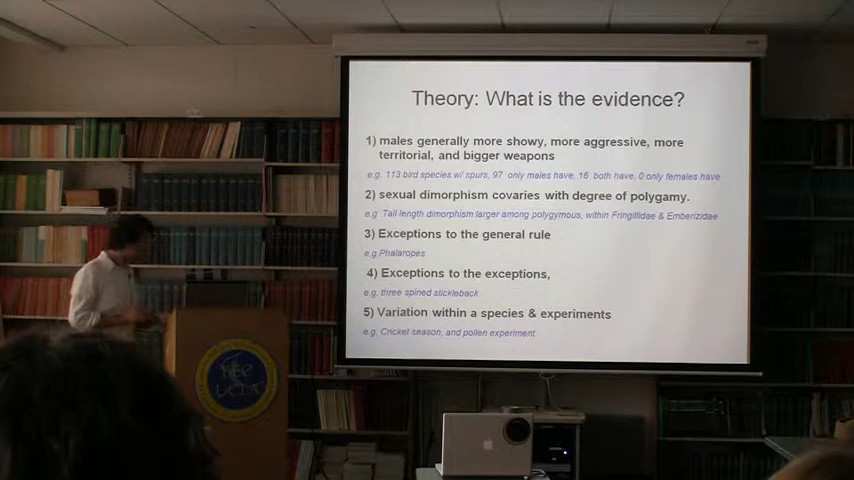 Theory: What is the evidence?
1) males generally more showy, more aggressive, more
territorial, and bigger weapons
e.g. 113 bird species w/ spurs, 97 only males have, 16 both have, 0 only females have
2) sexual dimorphism covaries with degree of polygamy.
e.g Tail length dimorphism larger among polygymous, within Fringillidae & Emberizidae
3) Exceptions to the general rule
e.g Phalaropes
4) Exceptions to the exceptions,
e.g. three spined stickleback
5) Variation within a species & experiments
e.g. Cricket season, and pollen experiment
UCLA